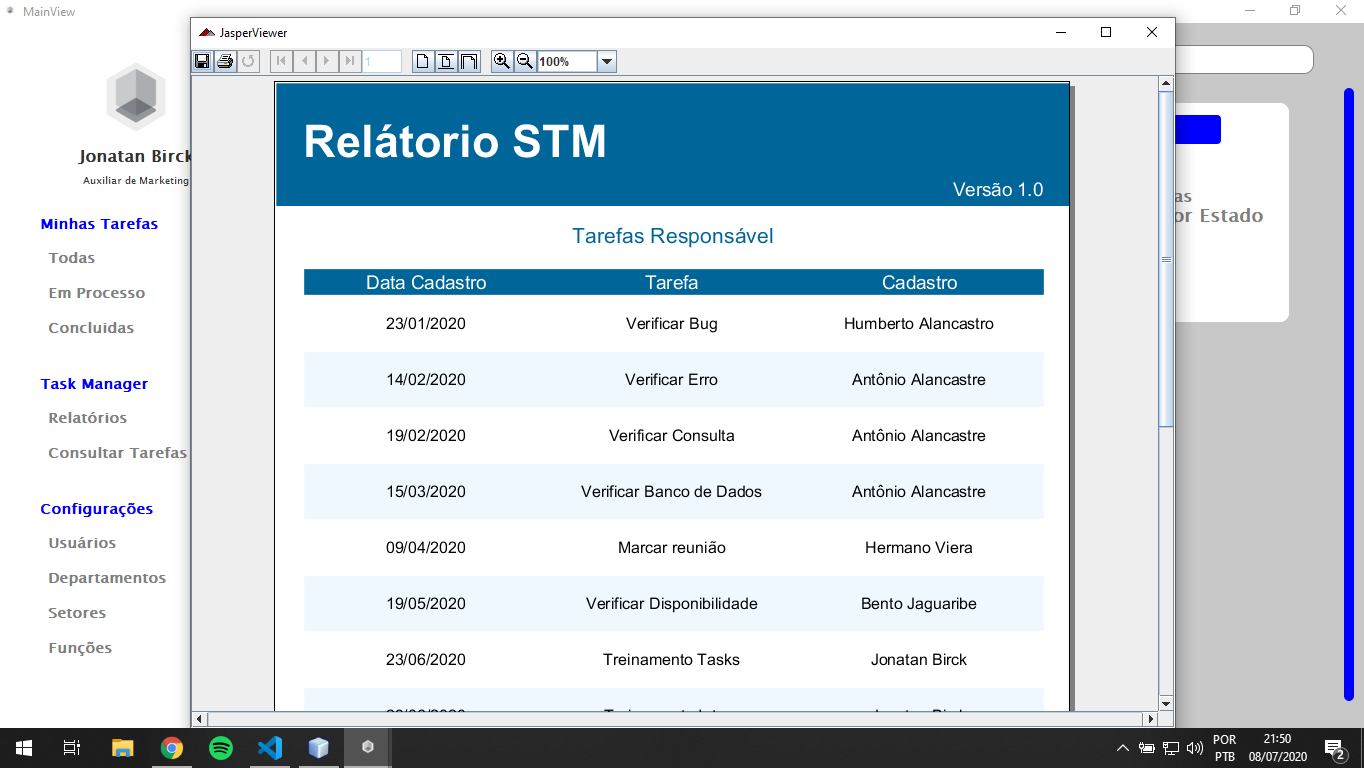 MainView
JasperViewer
1
100%
Jonatan Birck
Auxiliar de Marketing
Minhas Tarefas
Todas
Em Processo
Concluidas
Task Manager
Relatórios
Consultar Tarefas
Configurações
Usuários
Departamentos
Setores
Funções
Relátorio STM
Versão 1.0
Tarefas Responsável
Data Cadastro Tarefa Cadastro
23/01/2020 Verificar Bug Humberto Alancastro
14/02/2020 Verificar Erro Antônio Alancastre
19/02/2020 Verificar Consulta Antônio Alancastre
15/03/2020 Verificar Banco de Dados Antônio Alancastre
09/04/2020 Marcar reunião Hermano Viera
19/05/2020 Verificar Disponibilidade Bento Jaguaribe
23/06/2020 Treinamento Tasks Jonatan Birck
as
or Estado
POR
PTB
21:50
08/07/2020
2